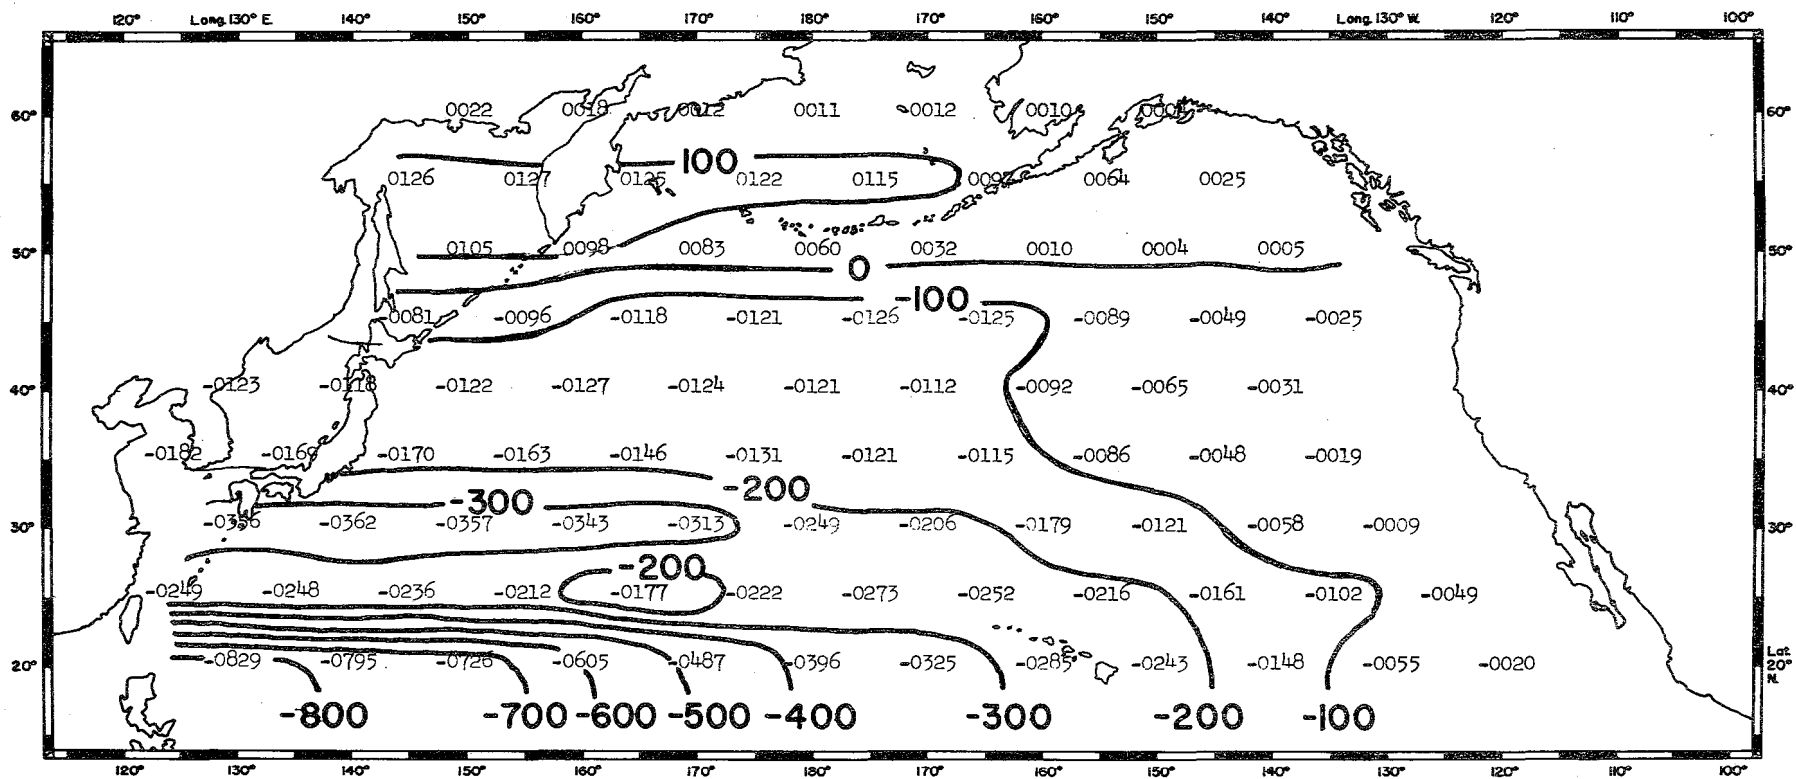 120° Long. 130° E. 140° 150° 160° 170° 180° 170° 160° 150° 140° Long. 130° W. 120° 110° 100°
60° 0022 0018 0012 0011 0012 0010 60°
100
0126 0127 0125 0122 0115 0097 0064 0025
50° 0105 0098 0083 0060 0032 0010 0004 0005 50°
0
-100
0081 -0096 -0118 -0121 -0126 -0125 -0089 -0049 -0025
40° -0123 -0118 -0122 -0127 -0124 -0121 -0112 -0092 -0065 -0031 40°
-0182 -0169 -0170 -0163 -0146 -0131 -0121 -0115 -0086 -0048 -0019
-200
-300
30° -0356 -0362 -0357 -0343 -0313 -0249 -0206 -0179 -0121 -0058 -0009 30°
-200
-0249 -0248 -0236 -0212 -0177 -0222 -0273 -0252 -0216 -0161 -0102 -0049
Lat.
20° -0829 -0795 -0726 -0605 -0487 -0396 -0325 -0285 -0243 -0148 -0055 -0020 20°
N.
-800 -700 -600 -500 -400 -300 -200 -100
120° 130° 140° 150° 160° 170° 180° 170° 160° 150° 140° 130° 120° 110° 100°